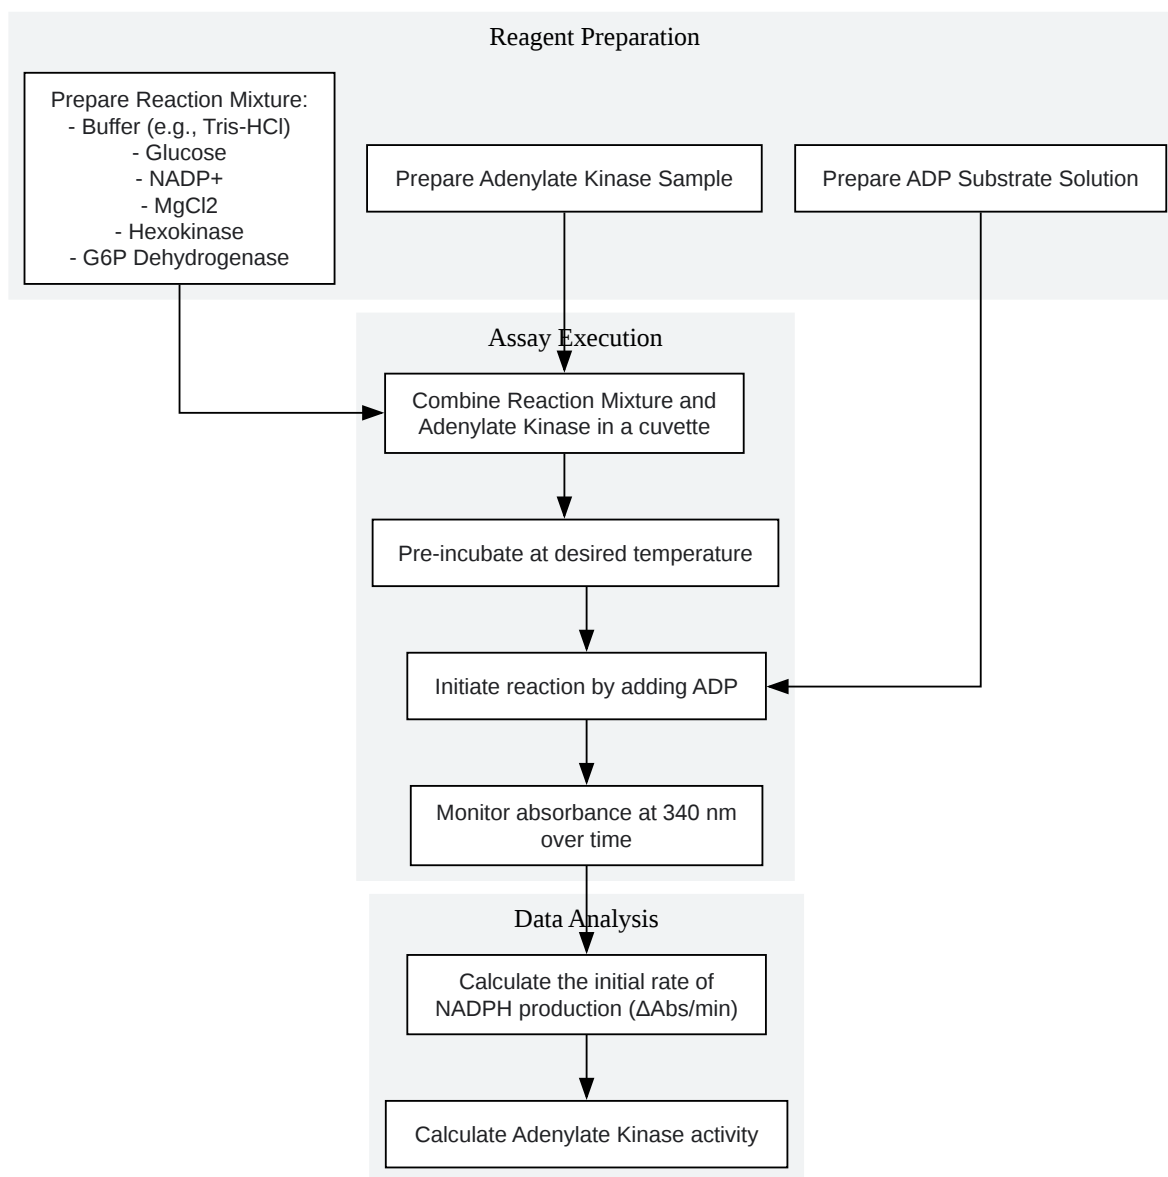 Reagent Preparation
Prepare Reaction Mixture:
- Buffer (e.g., Tris-HCl)
- Glucose
- NADP+
- MgCl2
- Hexokinase
- G6P Dehydrogenase
Prepare Adenylate Kinase Sample
Prepare ADP Substrate Solution
Assay Execution
Combine Reaction Mixture and
Adenylate Kinase in a cuvette
Pre-incubate at desired temperature
Initiate reaction by adding ADP
Monitor absorbance at 340 nm
over time
Data Analysis
Calculate the initial rate of
NADPH production (ΔAbs/min)
Calculate Adenylate Kinase activity